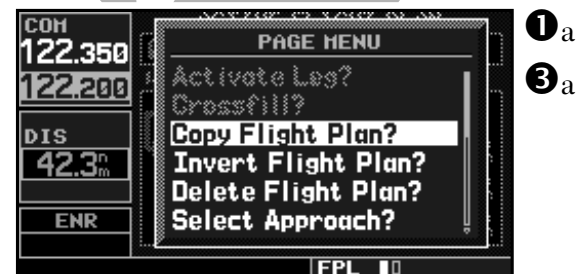 COM
122.350
122.200
DIS
42.3nm
ENR
PAGE MENU
Activate Leg?
Crossfill?
Copy Flight Plan?
Invert Flight Plan?
Delete Flight Plan?
Select Approach?
FPL
❶a
❸a